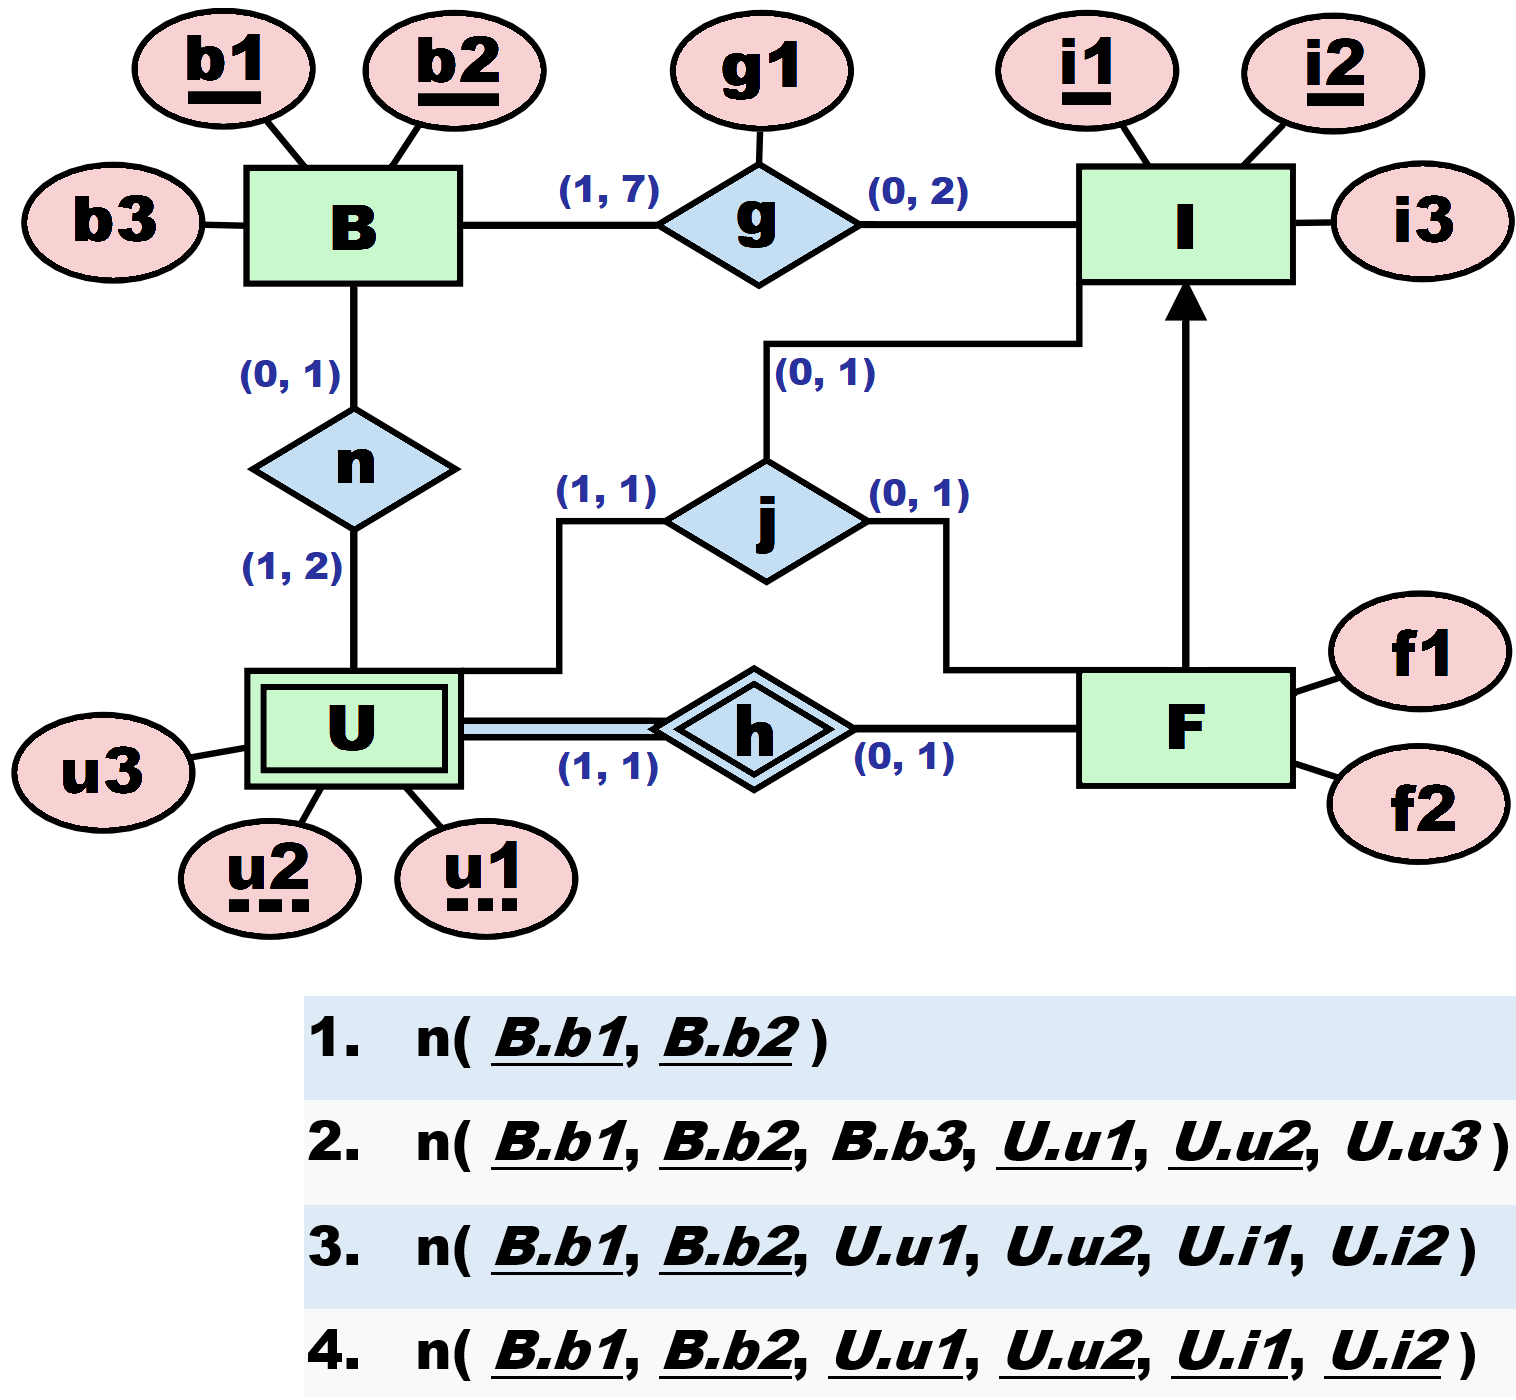 b1
b2
g1
i1
i2
b3
B
(1, 7)
g
(0, 2)
I
i3
(0, 1)
(0, 1)
n
(1, 1)
j
(0, 1)
(1, 2)
f1
U
h
F
u3
(1, 1)
(0, 1)
f2
u2
u1
1. n( B.b1, B.b2 )
2. n( B.b1, B.b2, B.b3, U.u1, U.u2, U.u3 )
3. n( B.b1, B.b2, U.u1, U.u2, U.i1, U.i2 )
4. n( B.b1, B.b2, U.u1, U.u2, U.i1, U.i2 )